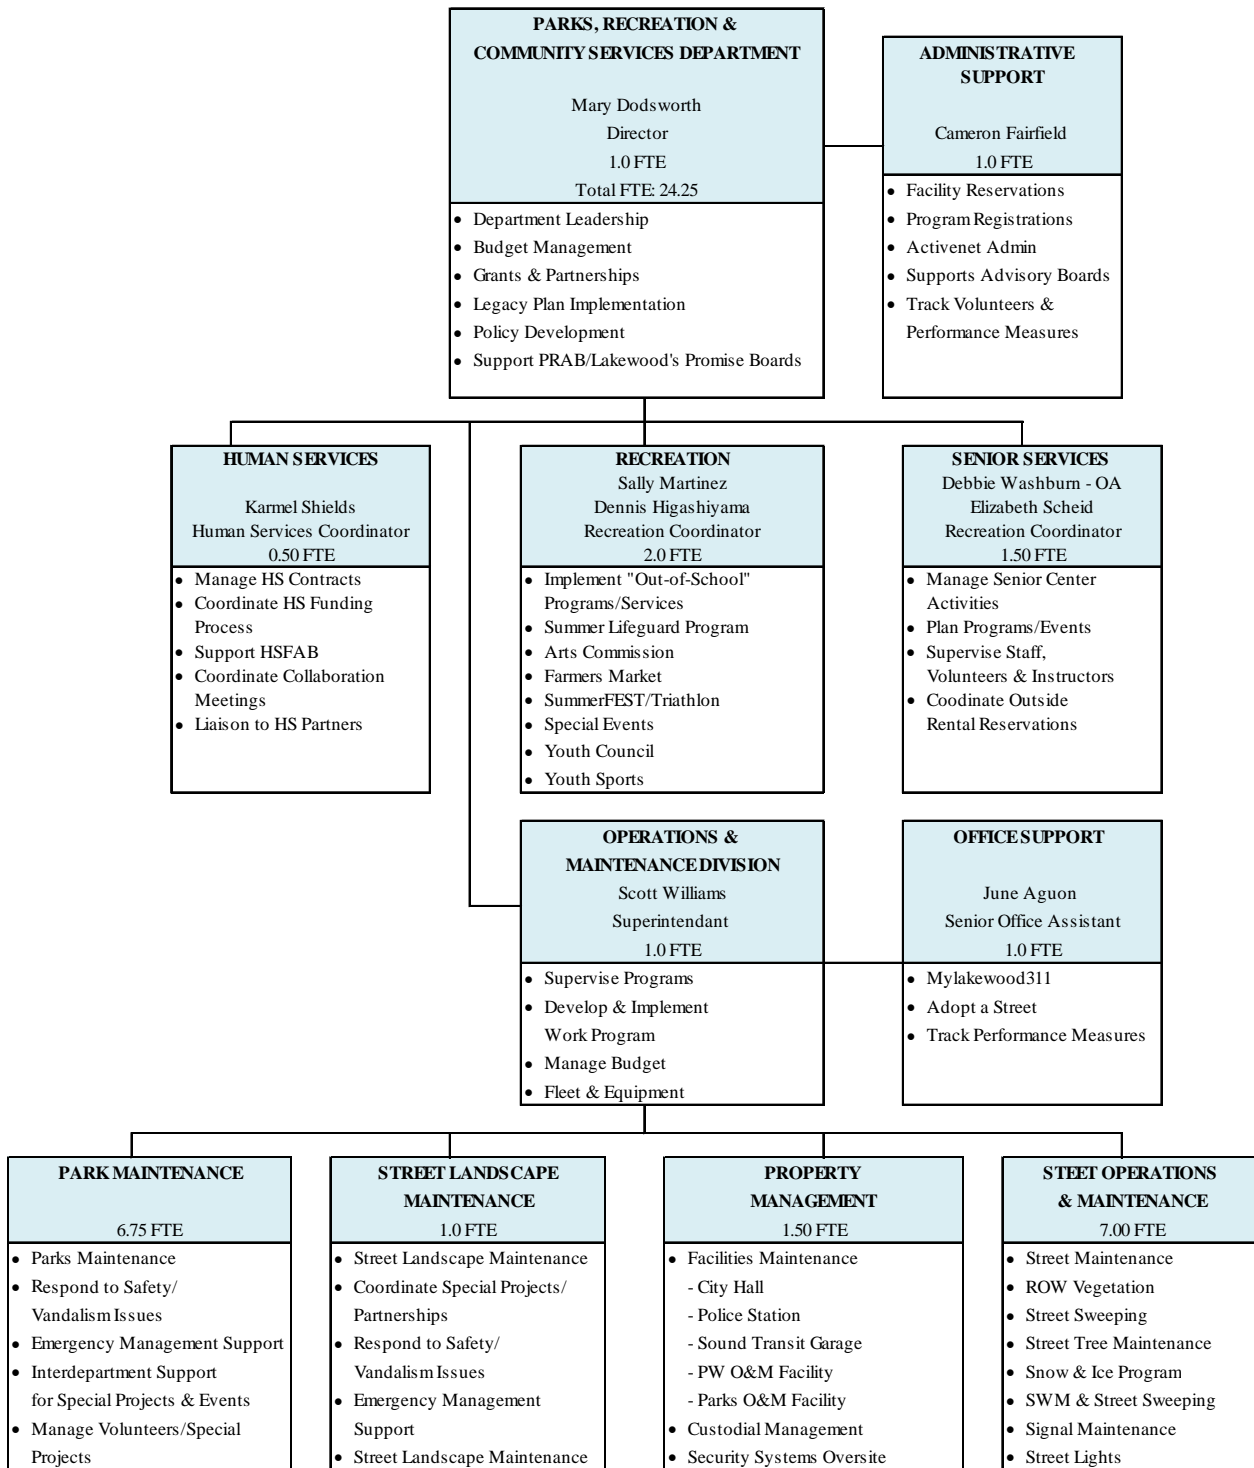 PARKS, RECREATION &
COMMUNITY SERVICES DEPARTMENT
Mary Dodsworth
Director
1.0 FTE
Total FTE: 24.25
• Department Leadership
• Budget Management
• Grants & Partnerships
• Legacy Plan Implementation
• Policy Development
• Support PRAB/Lakewood's Promise Boards
ADMINISTRATIVE
SUPPORT
Cameron Fairfield
1.0 FTE
• Facility Reservations
• Program Registrations
• Activenet Admin
• Supports Advisory Boards
• Track Volunteers &
Performance Measures
HUMAN SERVICES
Karmel Shields
Human Services Coordinator
0.50 FTE
• Manage HS Contracts
• Coordinate HS Funding
Process
• Support HSFAB
• Coordinate Collaboration
Meetings
• Liaison to HS Partners
RECREATION
Sally Martinez
Dennis Higashiyama
Recreation Coordinator
2.0 FTE
• Implement "Out-of-School"
Programs/Services
• Summer Lifeguard Program
• Arts Commission
• Farmers Market
• SummerFEST/Triathlon
• Special Events
• Youth Council
• Youth Sports
SENIOR SERVICES
Debbie Washburn - OA
Elizabeth Scheid
Recreation Coordinator
1.50 FTE
• Manage Senior Center
Activities
• Plan Programs/Events
• Supervise Staff,
Volunteers & Instructors
• Coodinate Outside
Rental Reservations
OPERATIONS &
MAINTENANCE DIVISION
Scott Williams
Superintendant
1.0 FTE
• Supervise Programs
• Develop & Implement
Work Program
• Manage Budget
• Fleet & Equipment
OFFICE SUPPORT
June Aguon
Senior Office Assistant
1.0 FTE
• Mylakewood311
• Adopt a Street
• Track Performance Measures
PARK MAINTENANCE
6.75 FTE
• Parks Maintenance
• Respond to Safety/
Vandalism Issues
• Emergency Management Support
• Interdepartment Support
for Special Projects & Events
• Manage Volunteers/Special
Projects
STREET LANDSCAPE
MAINTENANCE
1.0 FTE
• Street Landscape Maintenance
• Coordinate Special Projects/
Partnerships
• Respond to Safety/
Vandalism Issues
• Emergency Management
Support
• Street Landscape Maintenance
PROPERTY
MANAGEMENT
1.50 FTE
• Facilities Maintenance
- City Hall
- Police Station
- Sound Transit Garage
- PW O&M Facility
- Parks O&M Facility
• Custodial Management
• Security Systems Oversite
STEET OPERATIONS
& MAINTENANCE
7.00 FTE
• Street Maintenance
• ROW Vegetation
• Street Sweeping
• Street Tree Maintenance
• Snow & Ice Program
• SWM & Street Sweeping
• Signal Maintenance
• Street Lights